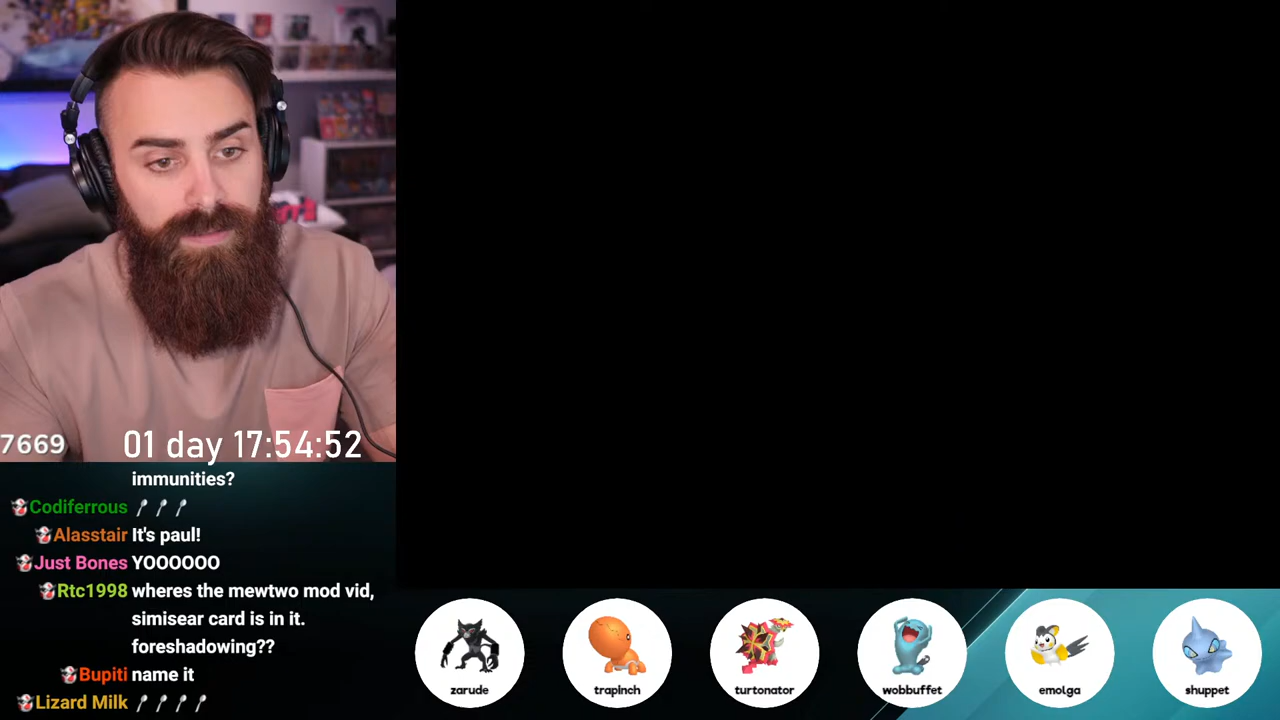 7669
01 day 17:54:52
immunities?
Codiferrous
Alasstair It's paul!
Just Bones YOOOOOO
Rtc1998 wheres the mewtwo mod vid,
simisear card is in it.
foreshadowing??
Bupiti name it
Lizard Milk
zarude
trapinch
turtonator
wobbuffet
emolga
shuppet